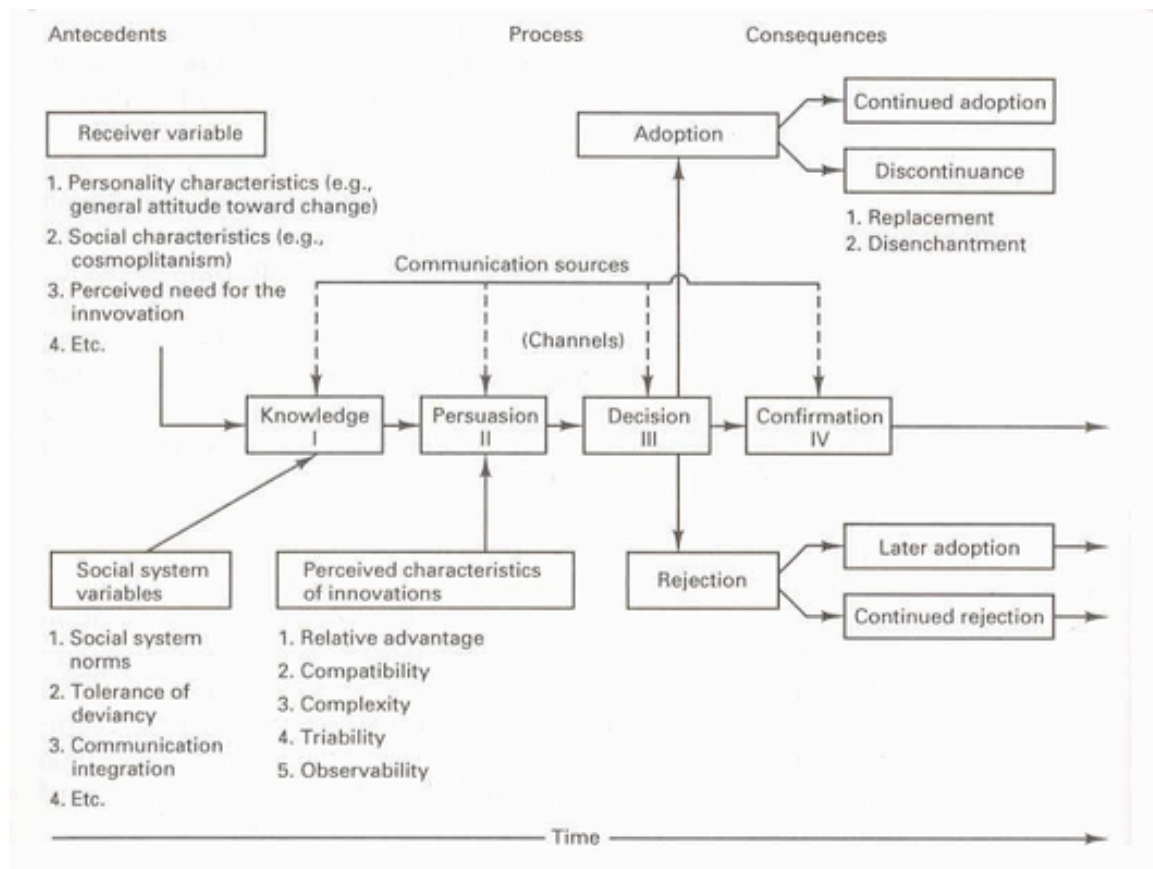 Antecedents
Process
Consequences
Receiver variable
1. Personality characteristics (e.g.,
general attitude toward change)
2. Social characteristics (e.g.,
cosmoplitanism)
3. Perceived need for the
innvovation
4. Etc.
Adoption
Continued adoption
Discontinuance
1. Replacement
2. Disenchantment
Communication sources
(Channels)
Knowledge
I
Persuasion
II
Decision
III
Confirmation
IV
Social system
variables
1. Social system
norms
2. Tolerance of
deviancy
3. Communication
integration
4. Etc.
Perceived characteristics
of innovations
1. Relative advantage
2. Compatibility
3. Complexity
4. Triability
5. Observability
Rejection
Later adoption
Continued rejection
Time